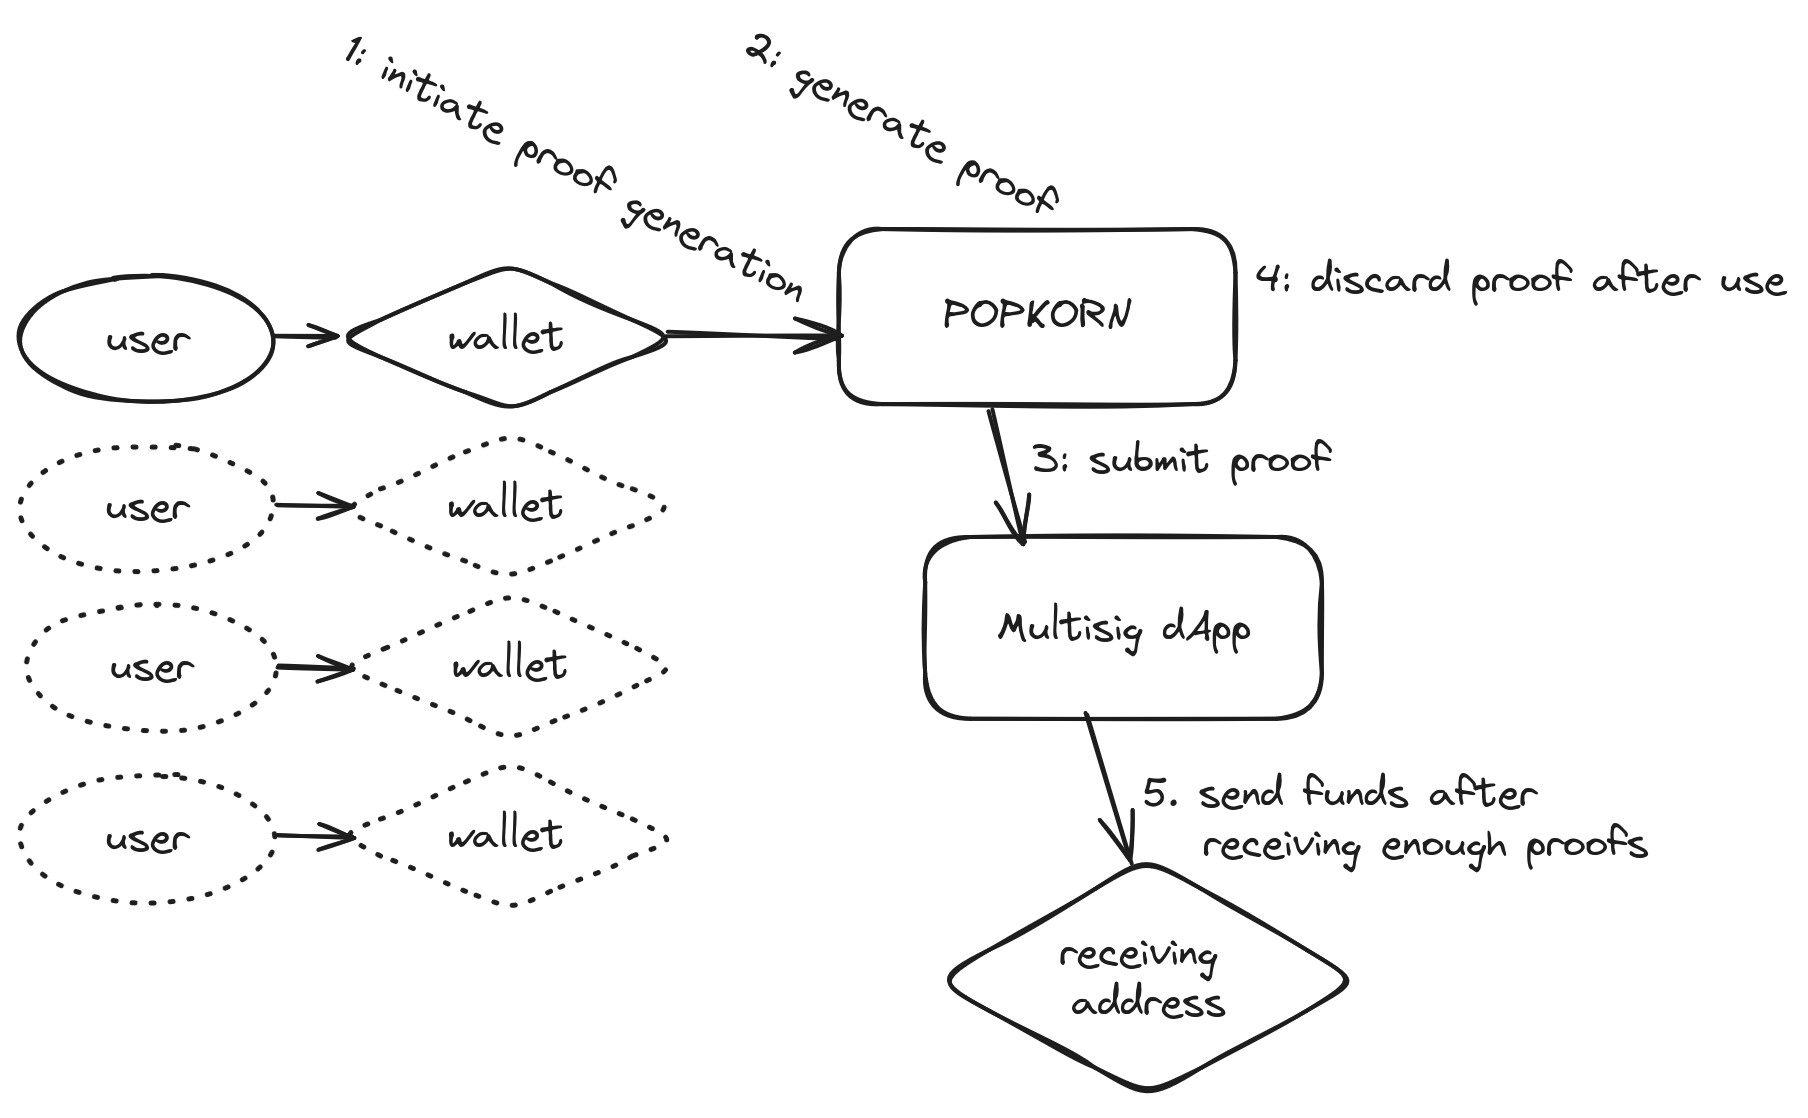 1: initiate proof generation
2: generate proof
user
wallet
POPKORN
4: discard proof after use
3: submit proof
user
wallet
Multisig dApp
user
wallet
5. send funds after
receiving enough proofs
user
wallet
receiving
address